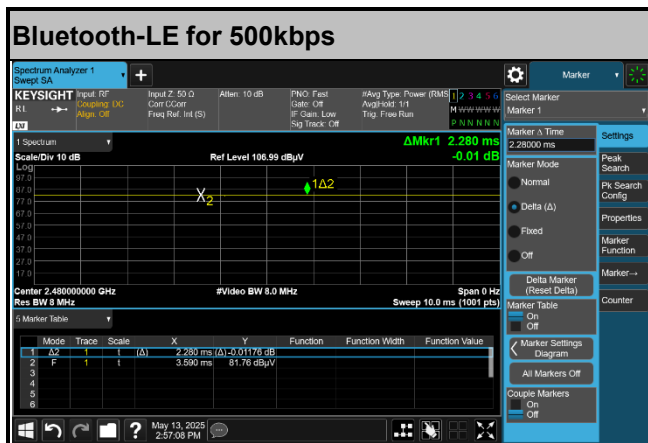 Bluetooth-LE for 500kbps
Spectrum Analyzer 1
Swept SA
Marker
KEYSIGHT
RL
LXI
Input: RF
Coupling: DC
Align: Off
Input Z: 50 Ω
Corr CCorr
Freq Ref: Int (S)
Atten: 10 dB
PNO: Fast
Gate: Off
IF Gain: Low
Sig Track: Off
#Avg Type: Power (RMS
Avg|Hold: 1/1
Trig: Free Run
1 2 3 4 5 6
M W W W W W
P N N N N N
Select Marker
Marker 1
1 Spectrum
Scale/Div 10 dB
Log
Ref Level 106.99 dBµV
ΔMkr1 2.280 ms
-0.01 dB
97.0
87.0
77.0
67.0
57.0
47.0
37.0
27.0
17.0
X2
1Δ2
Center 2.480000000 GHz
Res BW 8 MHz
#Video BW 8.0 MHz
Span 0 Hz
Sweep 10.0 ms (1001 pts)
5 Marker Table
Mode Trace Scale X Y Function Function Width Function Value
1 Δ2 1 t (Δ) 2.280 ms (Δ) -0.01176 dB
2 F 1 t 3.590 ms 81.76 dBµV
3
4
5
6
Marker Δ Time
2.28000 ms
Marker Mode
Normal
Delta (Δ)
Fixed
Off
Delta Marker
(Reset Delta)
Marker Table
On
Off
Marker Settings
Diagram
All Markers Off
Couple Markers
On
Off
Settings
Peak
Search
Pk Search
Config
Properties
Marker
Function
Marker→
Counter
?
May 13, 2025
2:57:08 PM